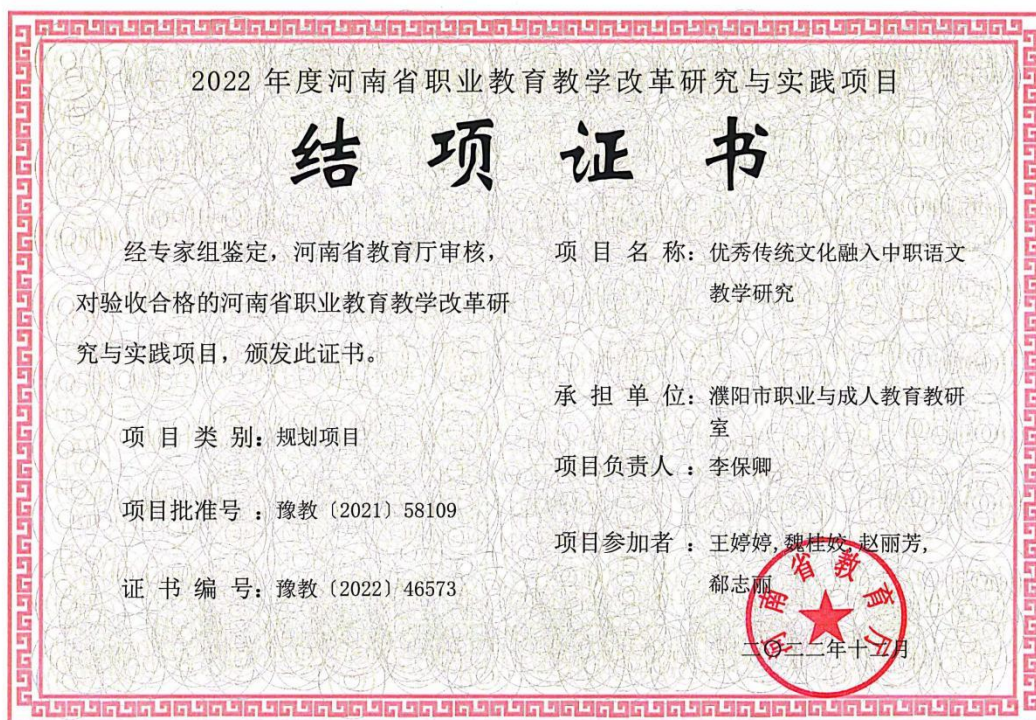 2022 年度河南省职业教育教学改革研究与实践项目
结 项 证 书
经专家组鉴定，河南省教育厅审核，
对验收合格的河南省职业教育教学改革研
究与实践项目，颁发此证书。
项 目 类 别：规划项目
项目批准号 ：豫教〔2021〕58109
证 书 编 号：豫教〔2022〕46573
项 目 名 称：优秀传统文化融入中职语文
教学研究
承 担 单 位：濮阳市职业与成人教育教研
室
项目负责人 ：李保卿
项目参加者 ：王婷婷,魏桂姣,赵丽芳,
郗志丽
河南省教育厅
二〇二二年十二月